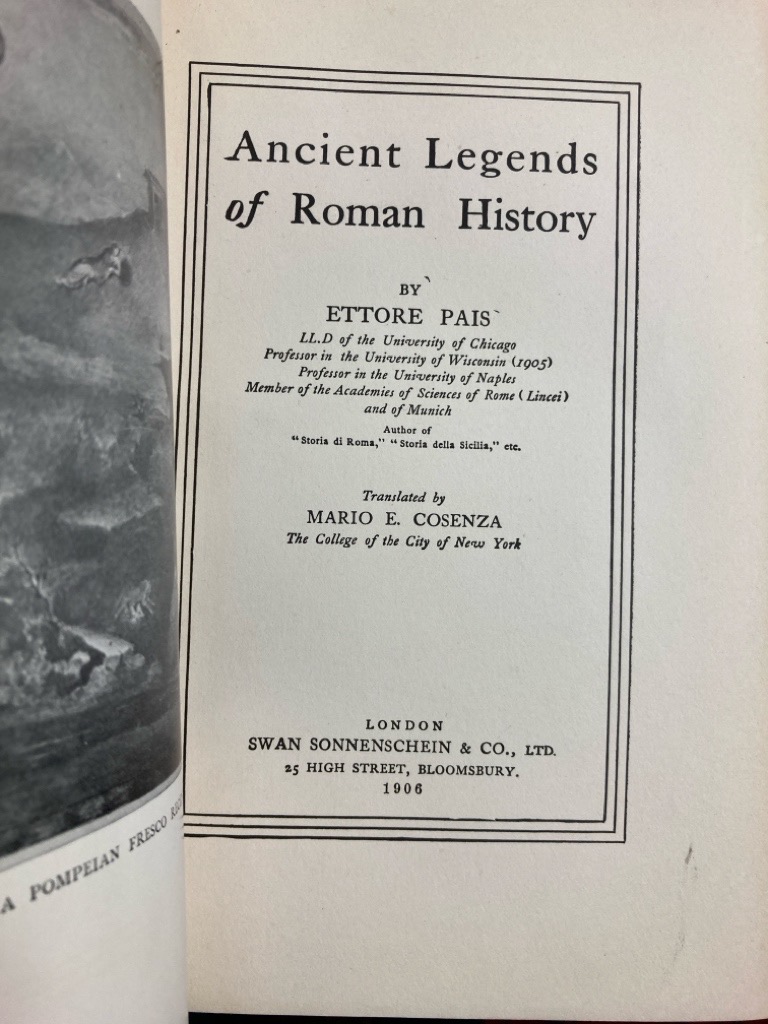 A POMPEIAN FRESCO
Ancient Legends
of Roman History
BY
ETTORE PAIS
LL.D of the University of Chicago
Professor in the University of Wisconsin (1905)
Professor in the University of Naples
Member of the Academies of Sciences of Rome (Lincei)
and of Munich
Author of
"Storia di Roma," "Storia della Sicilia," etc.
Translated by
MARIO E. COSENZA
The College of the City of New York
LONDON
SWAN SONNENSCHEIN & CO., LTD.
25 HIGH STREET, BLOOMSBURY.
1906